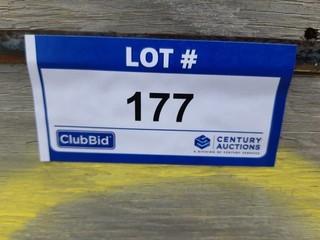 LOT #
177
ClubBid
CENTURY
AUCTIONS
A DIVISION OF CENTURY SERVICES